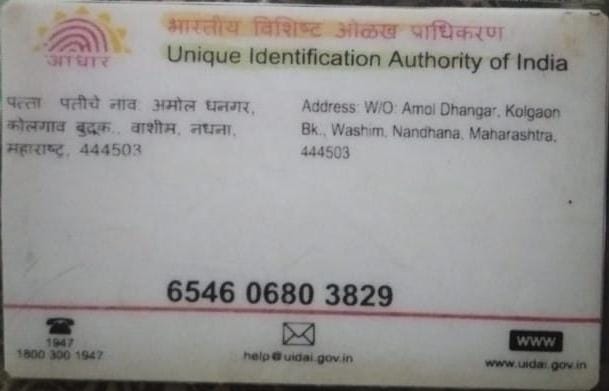 भारतीय विशिष्ट ओळख प्राधिकरण
Unique Identification Authority of India
आधार
पत्ता पतीचे नाव: अमोल धनगर,
कोलगाव बुद्रूक., वाशीम, नधना,
महाराष्ट्र, 444503
Address: W/O: Amol Dhangar, Kolgaon
Bk., Washim, Nandhana, Maharashtra,
444503
6546 0680 3829
1947
1800 300 1947
help@uidai.gov.in
www
www.uidai.gov.in